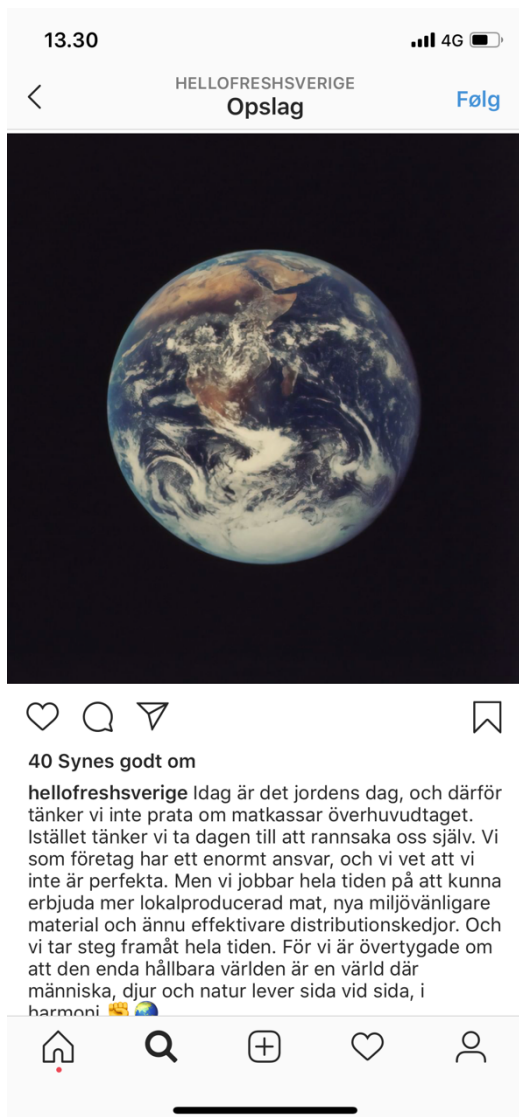 13.30
4G
HELLOFRESHSVERIGE
Opslag
Følg
40 Synes godt om
hellofreshsverige Idag är det jordens dag, och därför
tänker vi inte prata om matkassar överhuvudtaget.
Istället tänker vi ta dagen till att rannsaka oss själv. Vi
som företag har ett enormt ansvar, och vi vet att vi
inte är perfekta. Men vi jobbar hela tiden på att kunna
erbjuda mer lokalproducerad mat, nya miljövänligare
material och ännu effektivare distributionskedjor. Och
vi tar steg framåt hela tiden. För vi är övertygade om
att den enda hållbara världen är en värld där
människa, djur och natur lever sida vid sida, i
harmoni ✊🌏